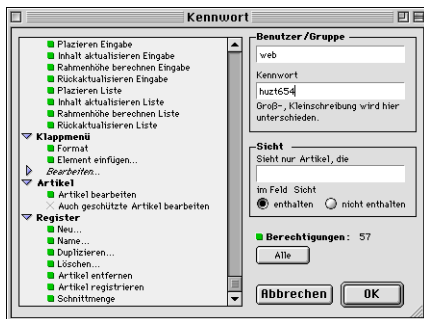 Kennwort
Plazieren Eingabe
Inhalt aktualisieren Eingabe
Rahmenhöhe berechnen Eingabe
Rückaktualisieren Eingabe
Plazieren Liste
Inhalt aktualisieren Liste
Rahmenhöhe berechnen Liste
Rückaktualisieren Liste
Klappmenü
Format
Element einfügen...
Bearbeiten...
Artikel
Artikel bearbeiten
Auch geschützte Artikel bearbeiten
Register
Neu...
Name...
Duplizieren...
Löschen...
Artikel entfernen
Artikel registrieren
Schnittmenge
Benutzer/Gruppe
web
Kennwort
huzt654
Groß-, Kleinschreibung wird hier
unterschieden.
Sicht
Sieht nur Artikel, die
im Feld Sicht
enthalten nicht enthalten
Berechtigungen: 57
Alle
Abbrechen OK